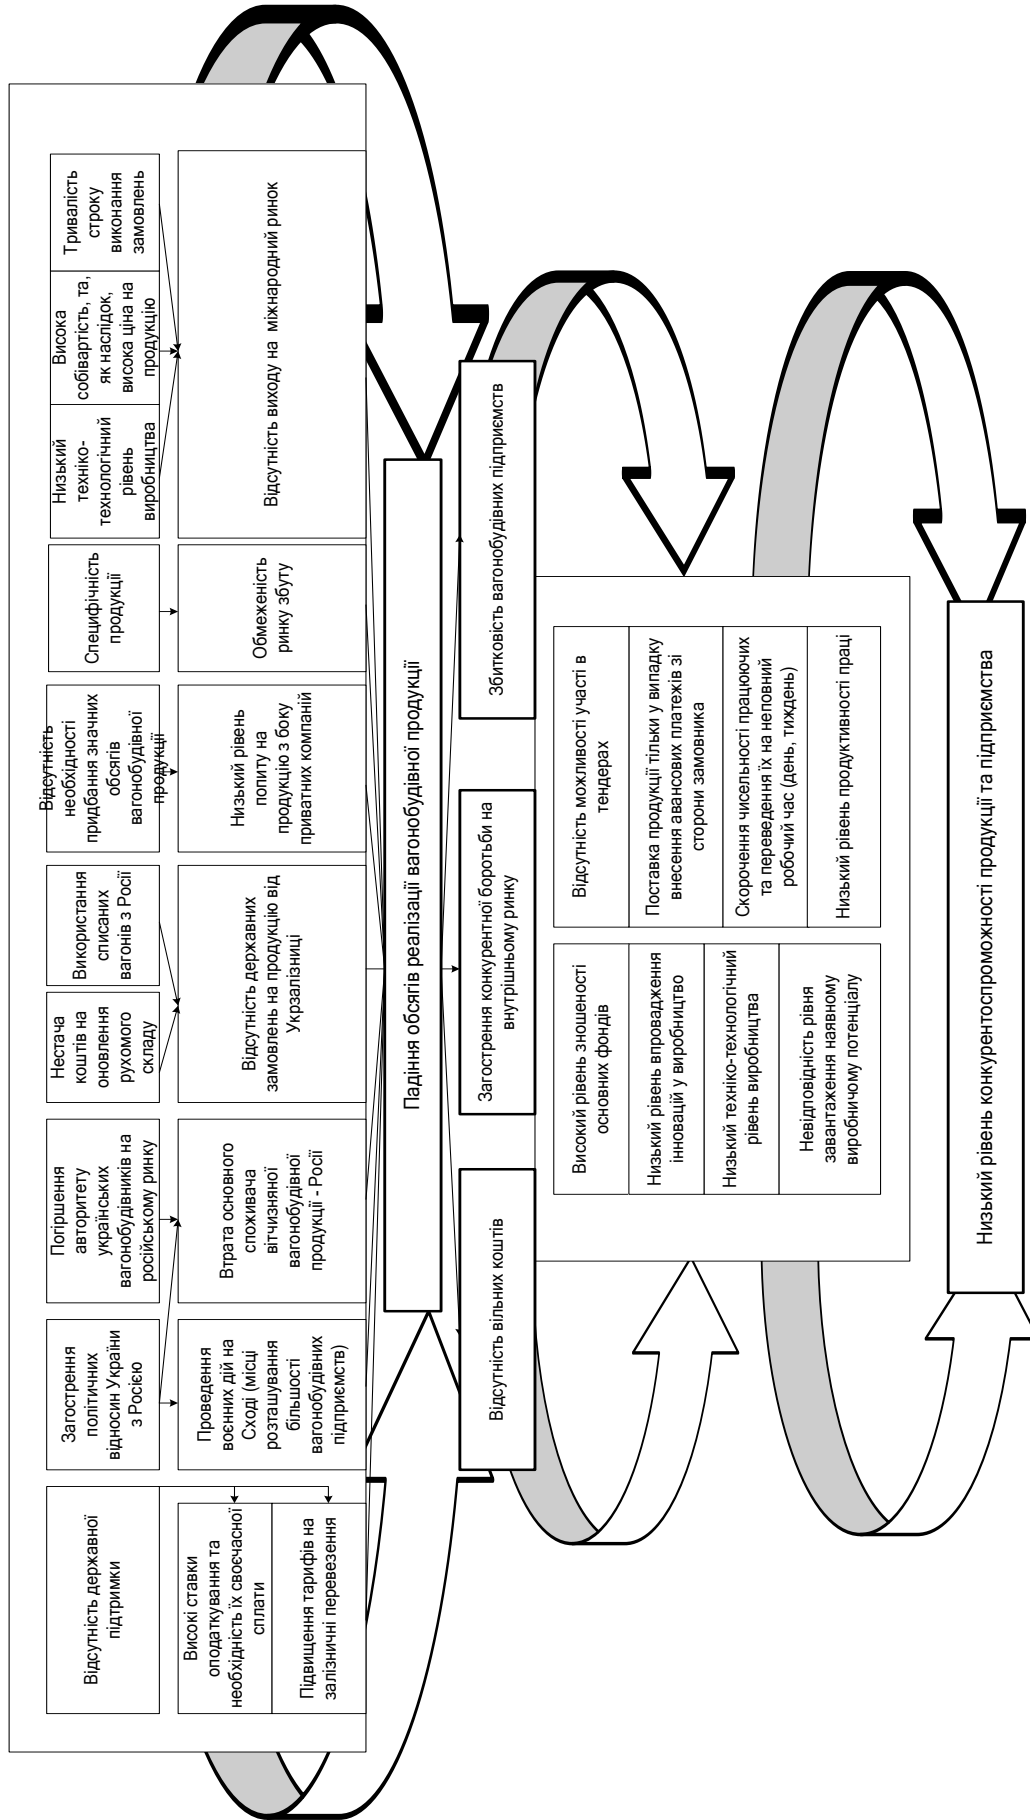 Відсутність державної
підтримки
Загострення
політичних
відносин України
з Росією
Погіршення
авторитету
українських
вагонобудівників на
російському ринку
Нестача
коштів на
оновлення
рухомого
складу
Використання
списаних
вагонів з Росії
Відсутність
необхідності
придбання значних
обсягів
вагонобудівної
продукції
Специфічність
продукції
Низький
техніко-
технологічний
рівень
виробництва
Висока
собівартість, та,
як наслідок,
висока ціна на
продукцію
Тривалість
строку
виконання
замовлень
Високі ставки
оподаткування та
необхідність їх своєчасної
сплати
Підвищення тарифів на
залізничні перевезення
Проведення
воєнних дій на
Сході (місці
розташування
більшості
вагонобудівних
підприємств)
Втрата основного
споживача
вітчизняної
вагонобудівної
продукції - Росії
Відсутність державних
замовлень на продукцію від
Укрзалізниці
Низький рівень
попиту на
продукцію з боку
приватних компаній
Обмеженість
ринку збуту
Відсутність виходу на міжнародний ринок
Падіння обсягів реалізації вагонобудівної продукції
Відсутність вільних коштів
Загострення конкурентної боротьби на
внутрішньому ринку
Збитковість вагонобудівних підприємств
Високий рівень зношеності
основних фондів
Низький рівень впровадження
інновацій у виробництво
Низький техніко-технологічний
рівень виробництва
Невідповідність рівня
завантаження наявному
виробничому потенціалу
Відсутність можливості участі в
тендерах
Поставка продукції тільки у випадку
внесення авансових платежів зі
сторони замовника
Скорочення чисельності працюючих
та переведення їх на неповний
робочий час (день, тиждень)
Низький рівень продуктивності праці
Низький рівень конкурентоспроможності продукції та підприємства